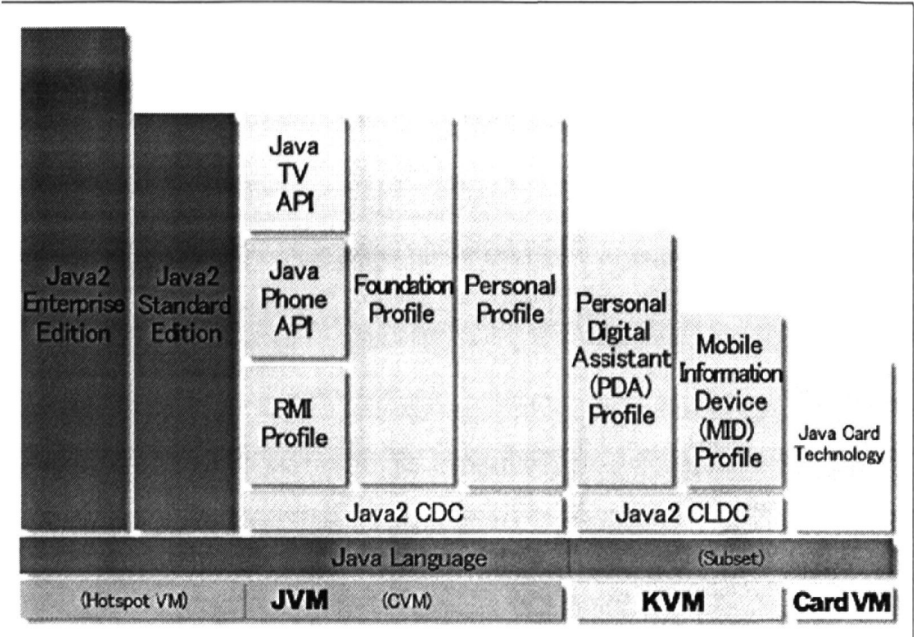 Java2
Enterprise
Edition
Java2
Standard
Edition
Java
TV
API
Java
Phone
API
RMI
Profile
Foundation
Profile
Personal
Profile
Java2 CDC
Personal
Digital
Assistant
(PDA)
Profile
Mobile
Information
Device
(MID)
Profile
Java2 CLDC
Java Card
Technology
Java Language
(Subset)
(Hotspot VM)
JVM
(CVM)
KVM
Card VM